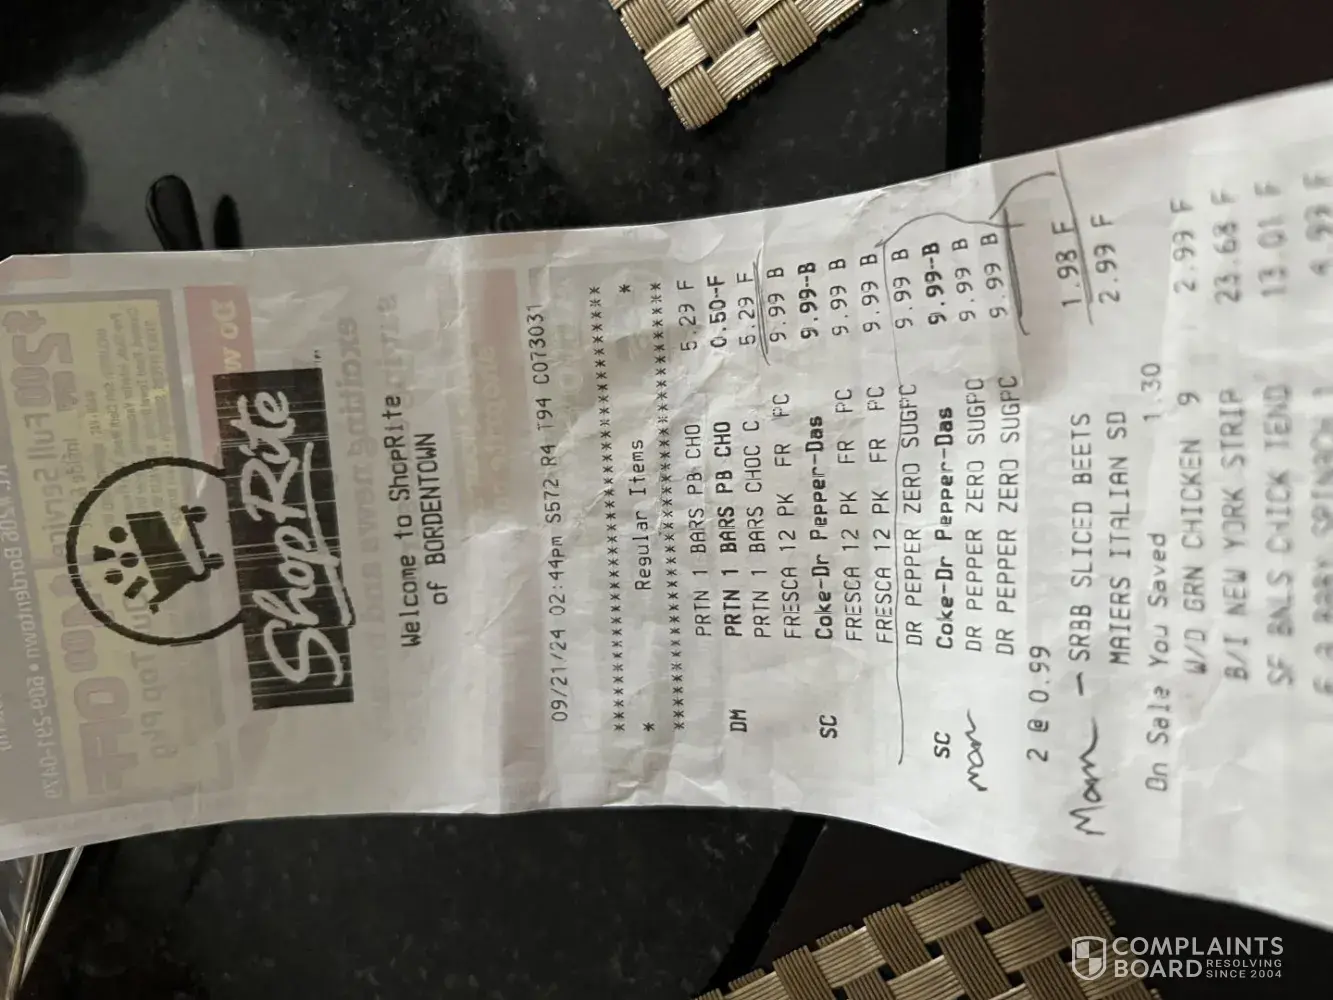 ShopRite
Welcome to ShopRite
of BORDENTOWN
09/21/24 02:44pm S572 R4 T94 C073031
****************************************
* Regular Items *
****************************************
PRTN 1 BARS PB CHO 5.29 F
DM PRTN 1 BARS PB CHO 0.50-F
PRTN 1 BARS CHOC C 5.29 F
FRESCA 12 PK FR PC 9.99 B
SC Coke-Dr Pepper-Das 9.99-B
FRESCA 12 PK FR PC 9.99 B
FRESCA 12 PK FR PC 9.99 B
DR PEPPER ZERO SUGPC 9.99 B
SC Coke-Dr Pepper-Das 9.99-B
mom DR PEPPER ZERO SUGPC 9.99 B
DR PEPPER ZERO SUGPC 9.99 B
2 @ 0.99
Mom - SRBB SLICED BEETS 1.98 F
MAIERS ITALIAN SD 2.99 F
On Sale You Saved 1.30
W/D GRN CHICKEN 9 2.99 F
B/I NEW YORK STRIP 23.68 F
SF BNLS CHICK TEND 13.01 F
4.99 F
COMPLAINTS
BOARD RESOLVING
SINCE 2004